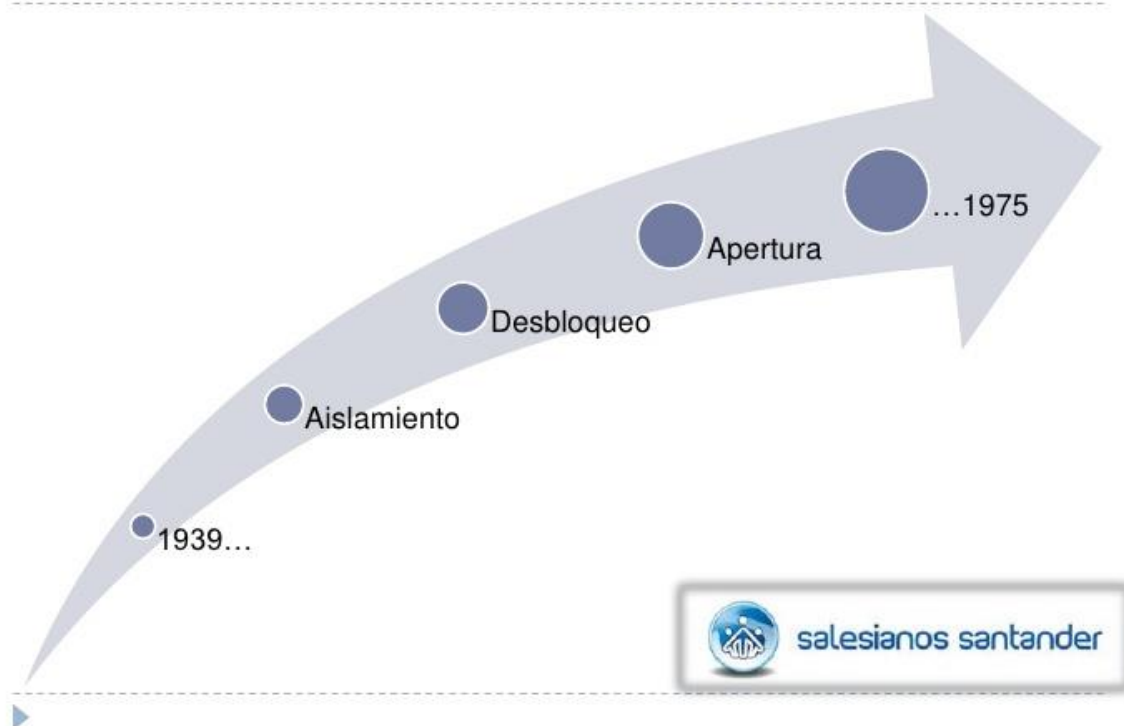 …1975
Apertura
Desbloqueo
Aislamiento
1939…
salesianos santander